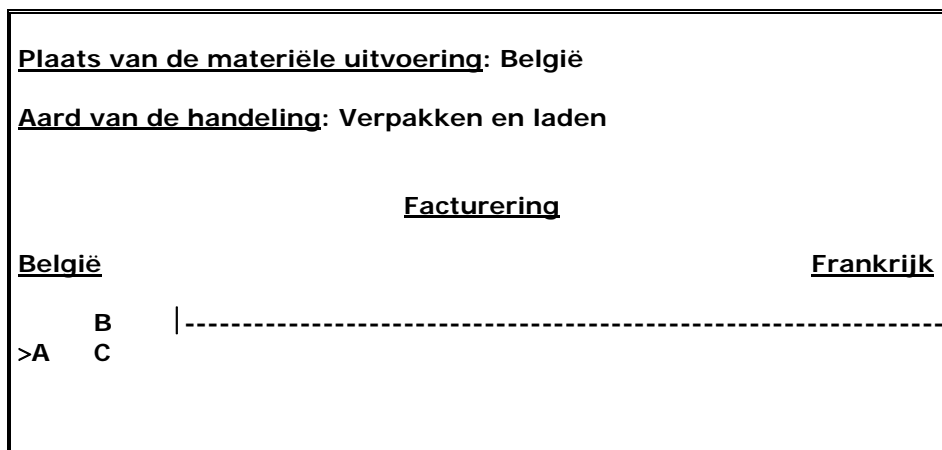 Plaats van de materiële uitvoering: België
Aard van de handeling: Verpakken en laden
Facturering
België Frankrijk
B |------------------------------------------------------------------
>A C